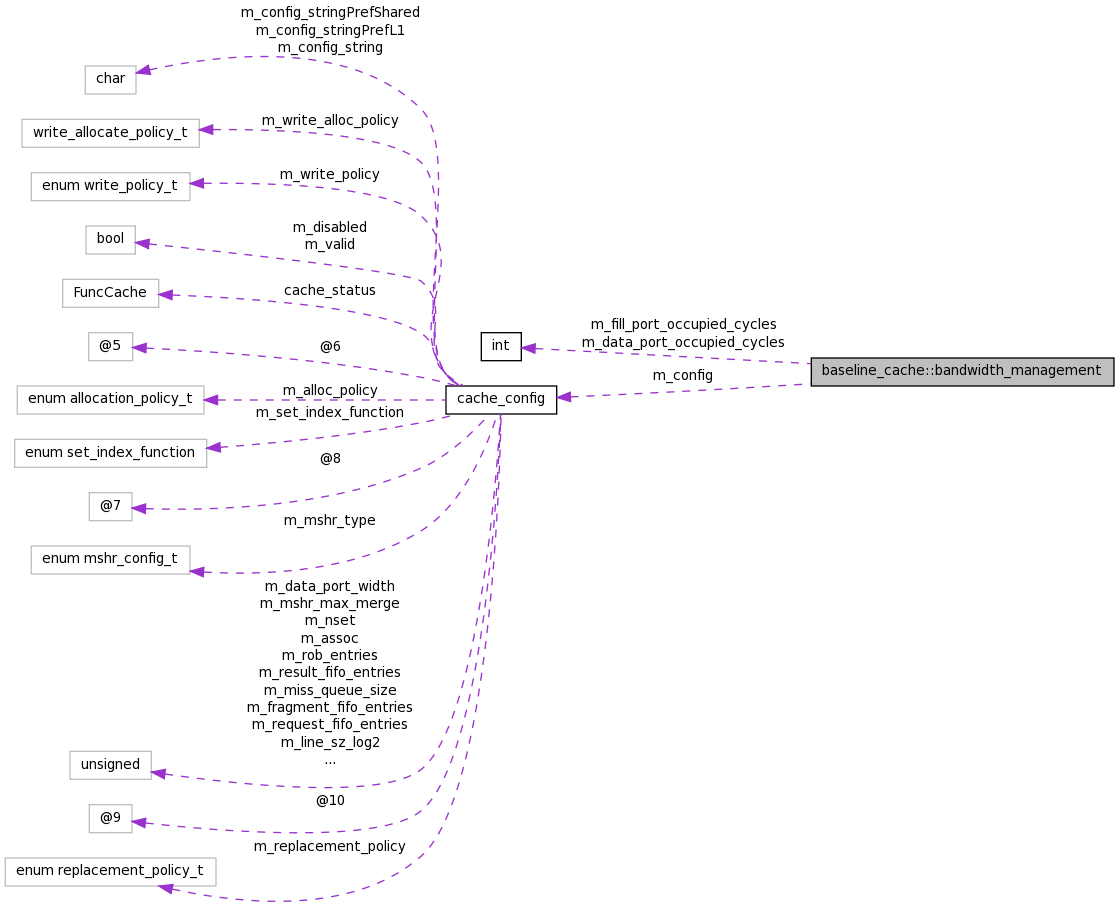 m_config_stringPrefShared
m_config_stringPrefL1
m_config_string
char
m_write_alloc_policy
write_allocate_policy_t
m_write_policy
enum write_policy_t
m_disabled
m_valid
bool
cache_status
FuncCache
m_fill_port_occupied_cycles
m_data_port_occupied_cycles
int
@6
@5
baseline_cache::bandwidth_management
m_config
m_alloc_policy
enum allocation_policy_t
cache_config
m_set_index_function
enum set_index_function
@8
@7
m_mshr_type
enum mshr_config_t
m_data_port_width
m_mshr_max_merge
m_nset
m_assoc
m_rob_entries
m_result_fifo_entries
m_miss_queue_size
m_fragment_fifo_entries
m_request_fifo_entries
m_line_sz_log2
...
unsigned
@10
@9
m_replacement_policy
enum replacement_policy_t